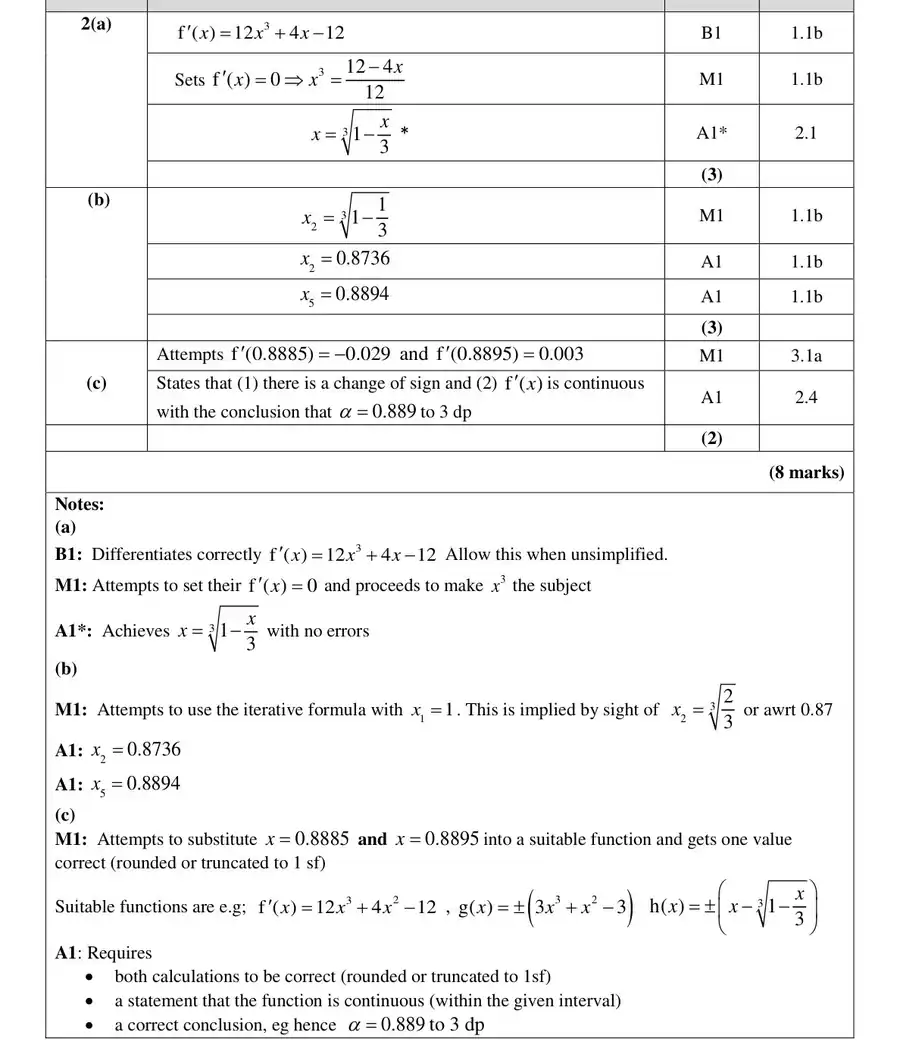 2(a) f′(x) = 12x³ + 4x − 12 B1 1.1b
Sets f′(x) = 0 ⇒ x³ = (12 − 4x)/12 M1 1.1b
x = ∛(1 − x/3) * A1* 2.1
(3)
(b) x₂ = ∛(1 − 1/3) M1 1.1b
x₂ = 0.8736 A1 1.1b
x₅ = 0.8894 A1 1.1b
(3)
(c) Attempts f′(0.8885) = −0.029 and f′(0.8895) = 0.003 M1 3.1a
States that (1) there is a change of sign and (2) f′(x) is continuous
with the conclusion that α = 0.889 to 3 dp A1 2.4
(2)
(8 marks)
Notes:
(a)
B1: Differentiates correctly f′(x) = 12x³ + 4x − 12 Allow this when unsimplified.
M1: Attempts to set their f′(x) = 0 and proceeds to make x³ the subject
A1*: Achieves x = ∛(1 − x/3) with no errors
(b)
M1: Attempts to use the iterative formula with x₁ = 1. This is implied by sight of x₂ = ∛(2/3) or awrt 0.87
A1: x₂ = 0.8736
A1: x₅ = 0.8894
(c)
M1: Attempts to substitute x = 0.8885 and x = 0.8895 into a suitable function and gets one value
correct (rounded or truncated to 1 sf)
Suitable functions are e.g; f′(x) = 12x³ + 4x² − 12 , g(x) = ±(3x³ + x² − 3) h(x) = ±(x − ∛(1 − x/3))
A1: Requires
• both calculations to be correct (rounded or truncated to 1sf)
• a statement that the function is continuous (within the given interval)
• a correct conclusion, eg hence α = 0.889 to 3 dp